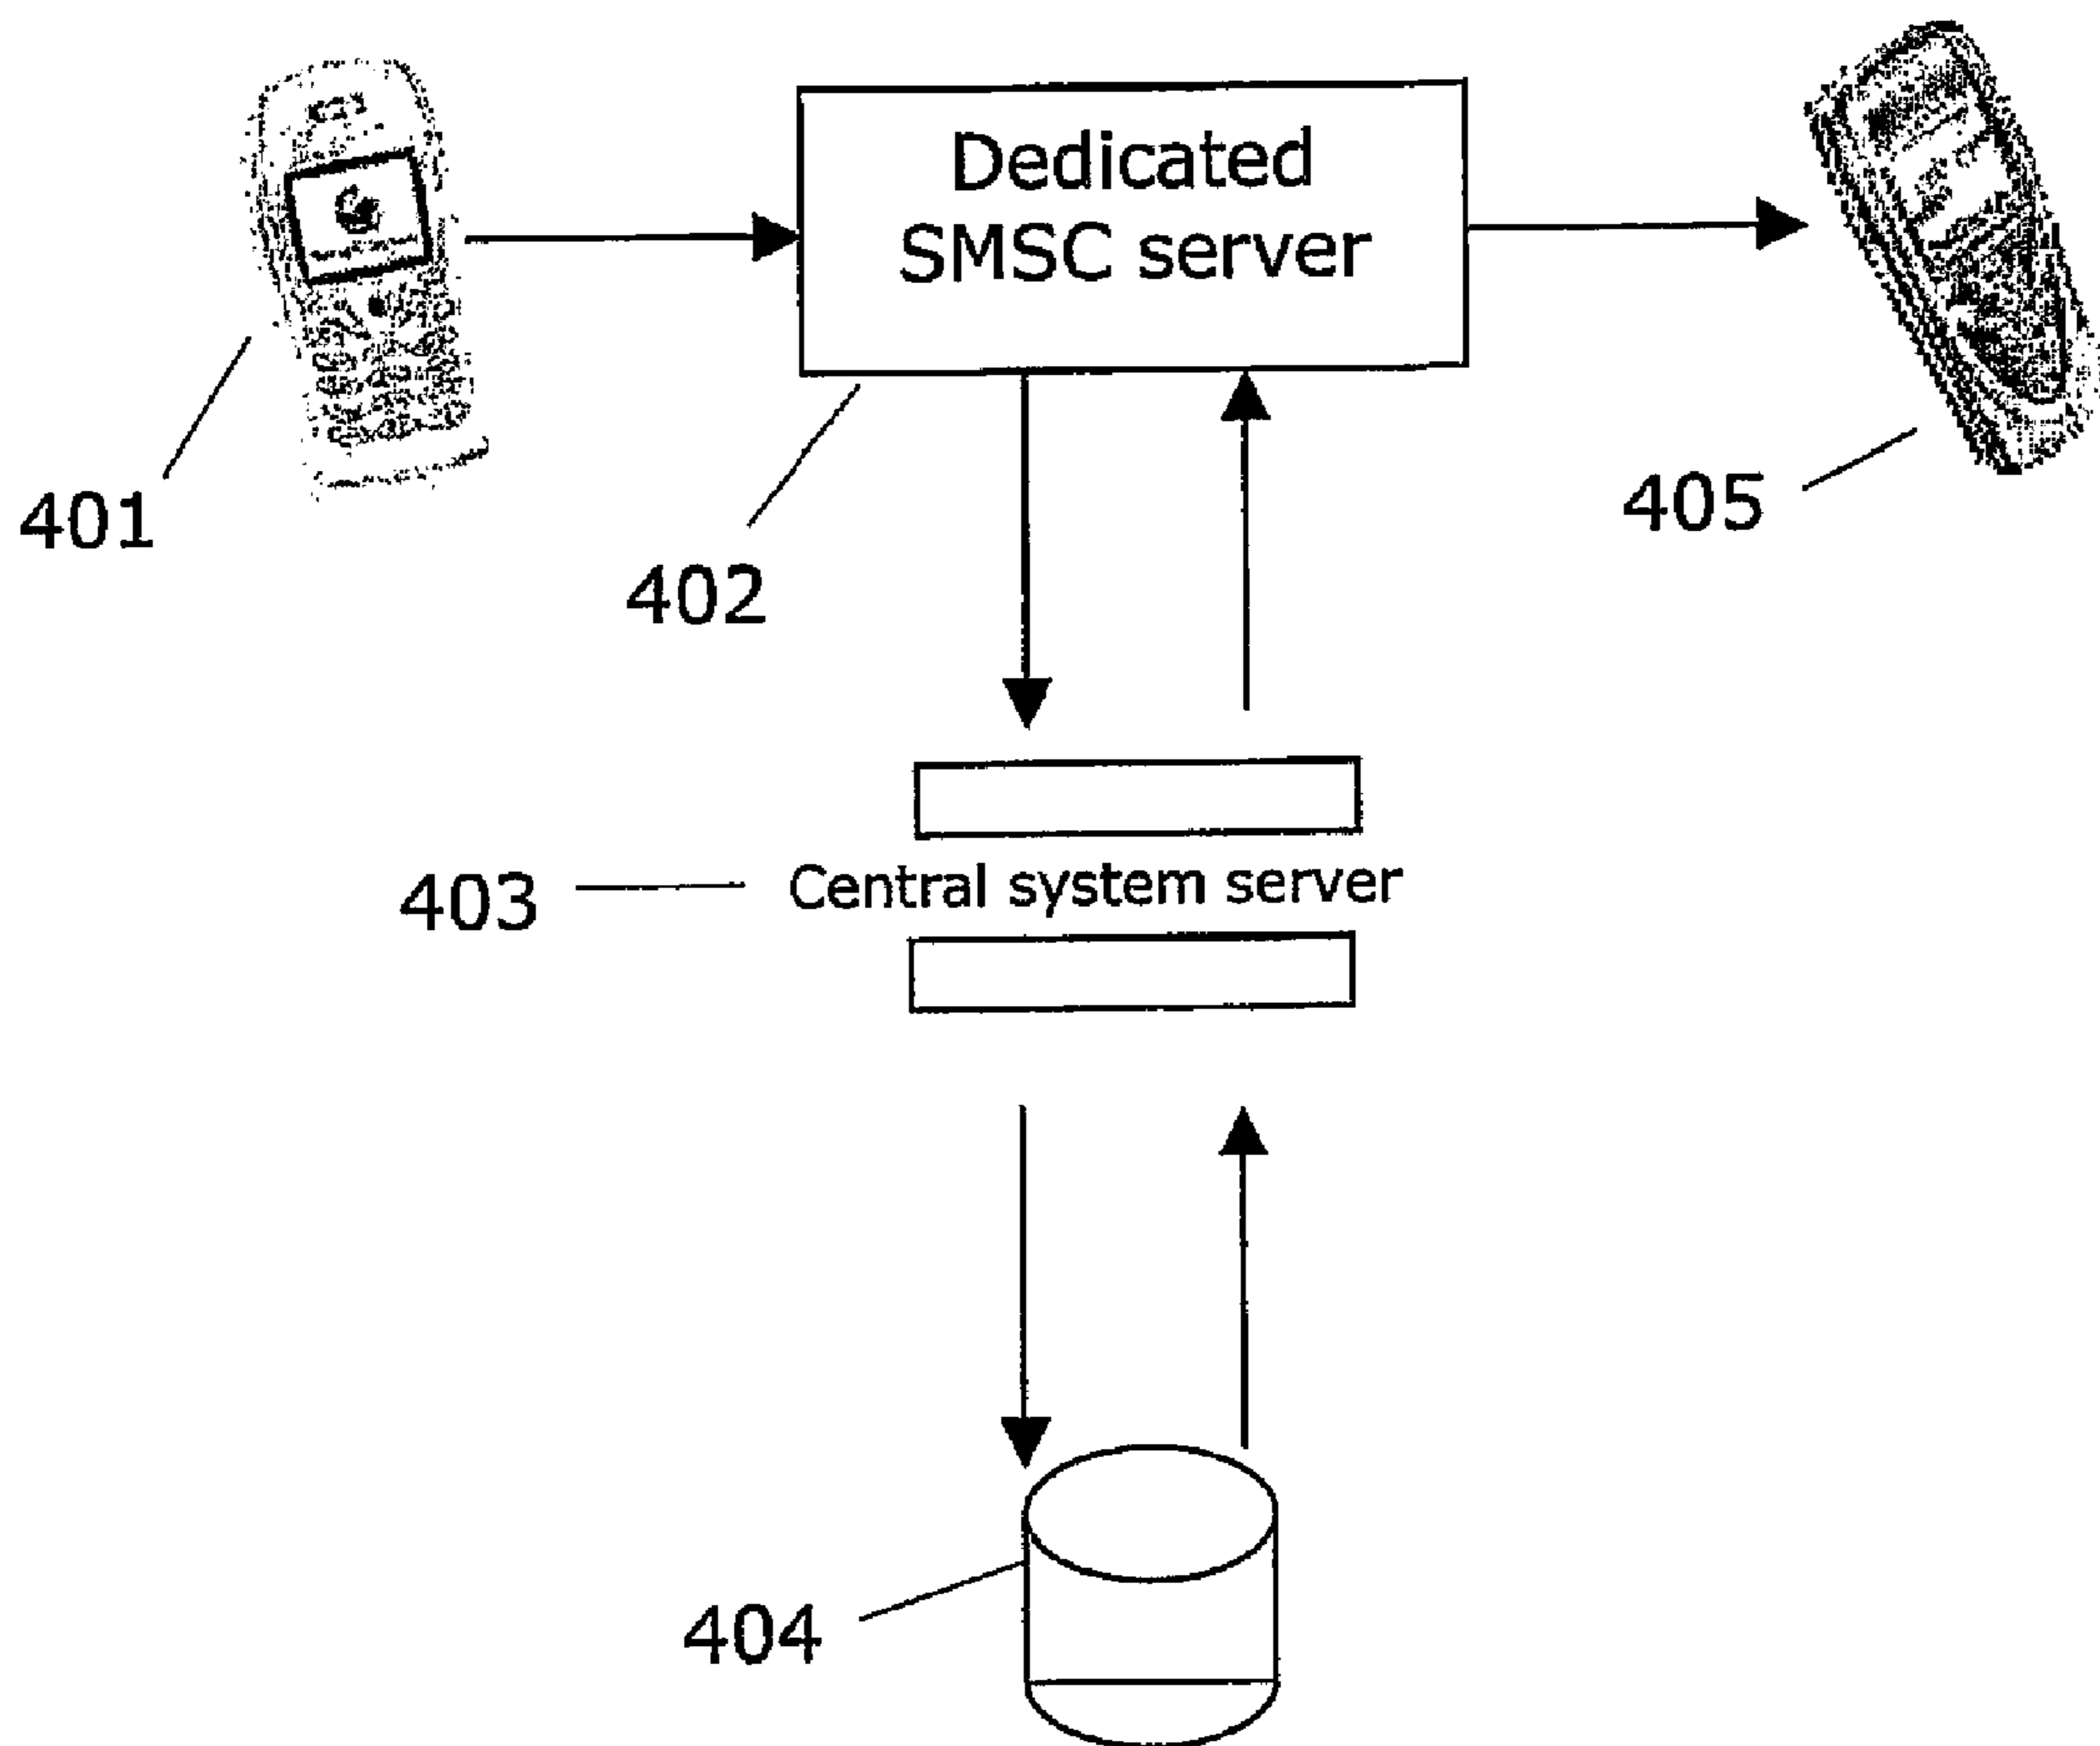 Dedicated
SMSC server
401
405
402
403
Central system server
404